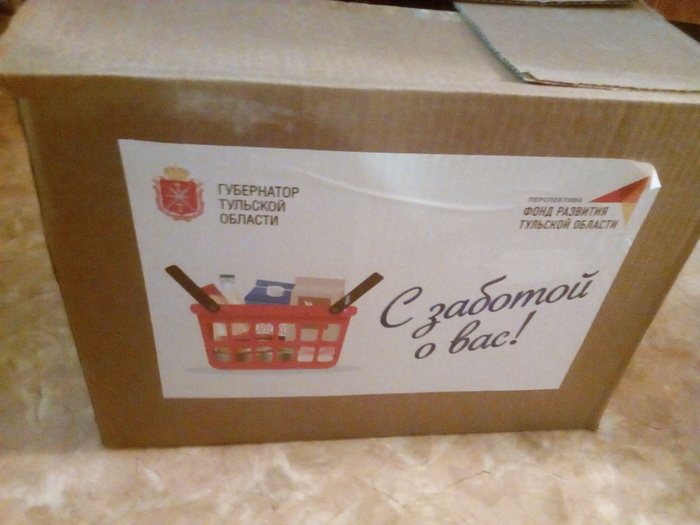 ГУБЕРНАТОР
ТУЛЬСКОЙ
ОБЛАСТИ
ПЕРСПЕКТИВА
ФОНД РАЗВИТИЯ
ТУЛЬСКОЙ ОБЛАСТИ
С заботой
о вас!